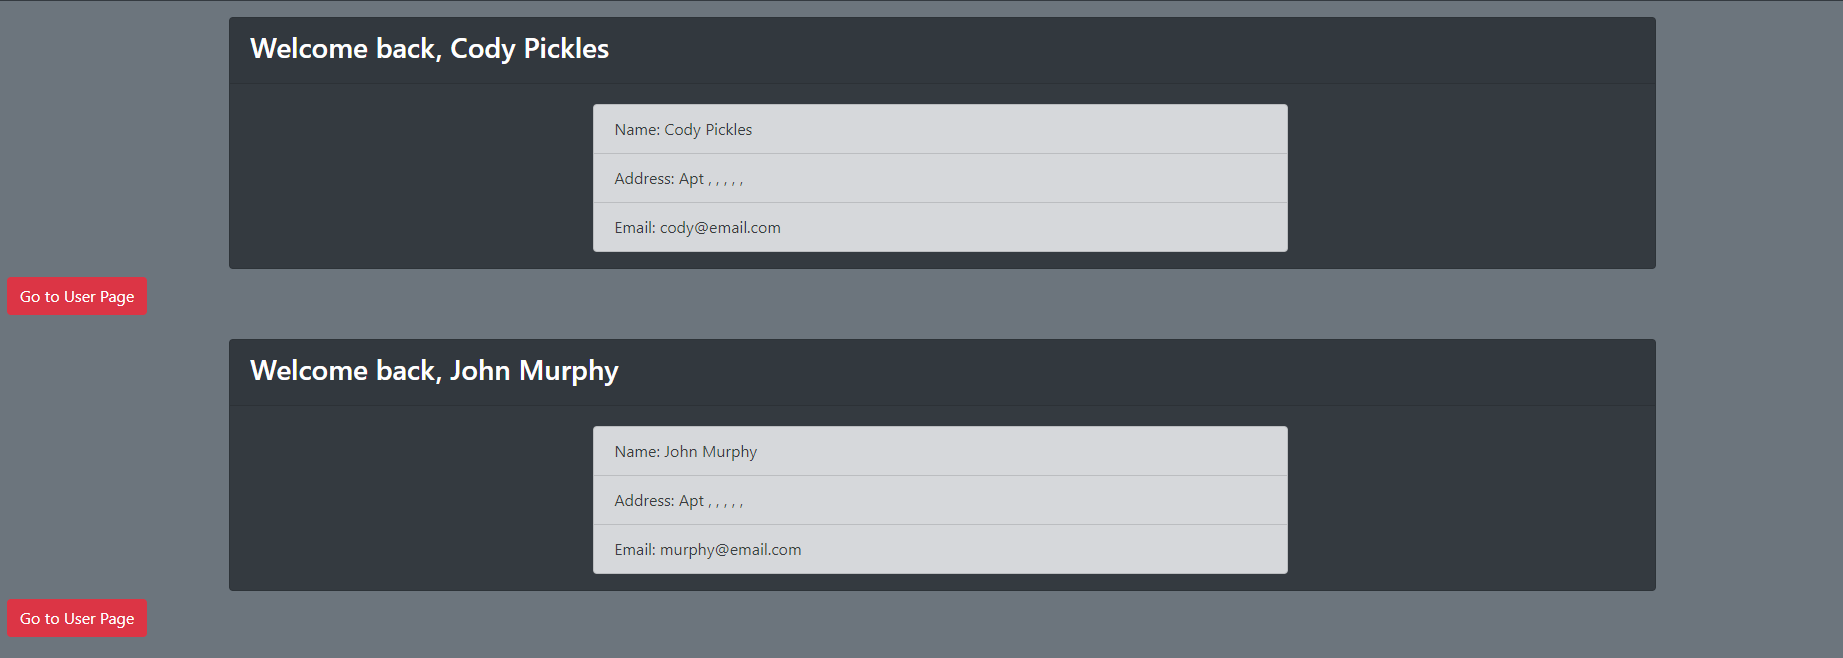 Welcome back, Cody Pickles
Name: Cody Pickles
Address: Apt , , , , ,
Email: cody@email.com
Go to User Page
Welcome back, John Murphy
Name: John Murphy
Address: Apt , , , , ,
Email: murphy@email.com
Go to User Page